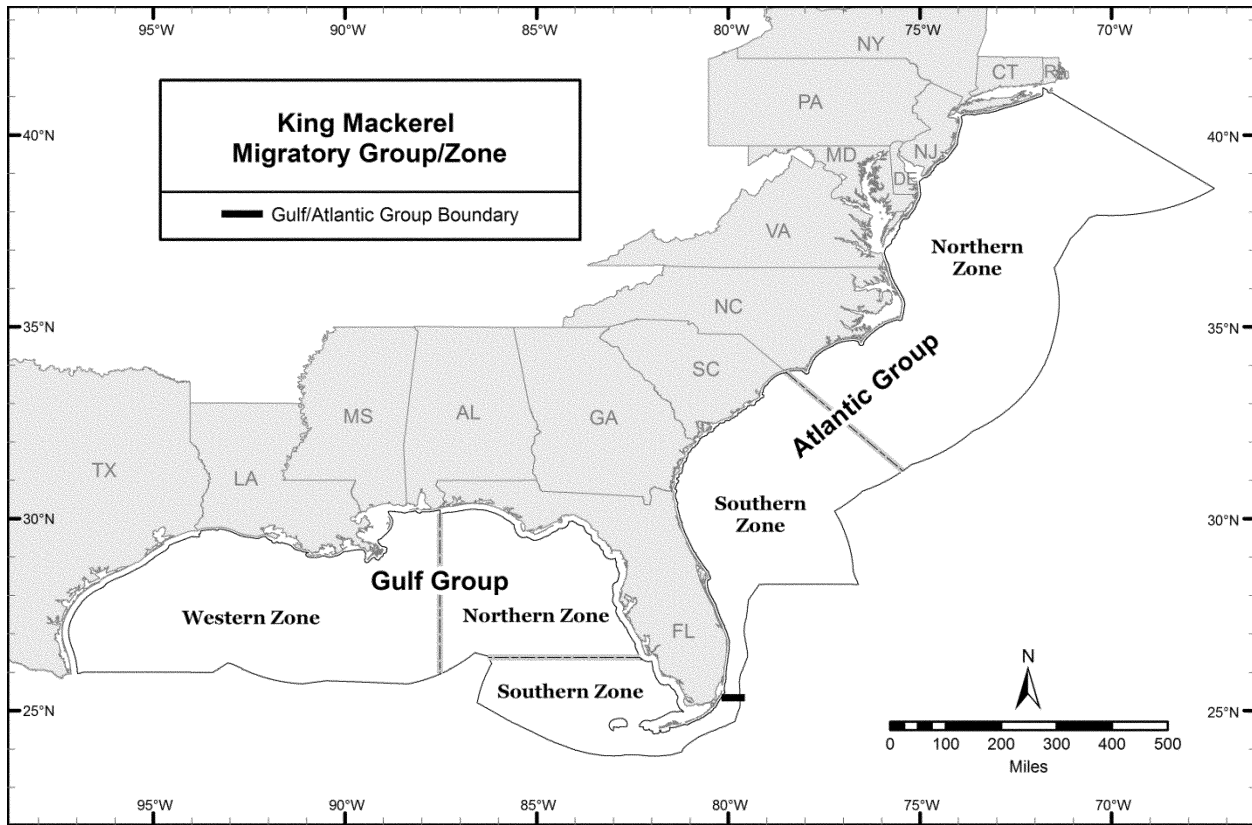 95°W 90°W 85°W 80°W 75°W 70°W
NY
CT
RI
PA
King Mackerel
Migratory Group/Zone
40°N
40°N
MD
NJ
DE
Gulf/Atlantic Group Boundary
VA
Northern
Zone
NC
35°N
35°N
SC
Atlantic Group
MS
AL
GA
TX
LA
Southern
Zone
30°N
30°N
Gulf Group
Western Zone
Northern Zone
FL
N
Southern Zone
25°N
25°N
0 50 100 200 300 400 500
Miles
95°W 90°W 85°W 80°W 75°W 70°W